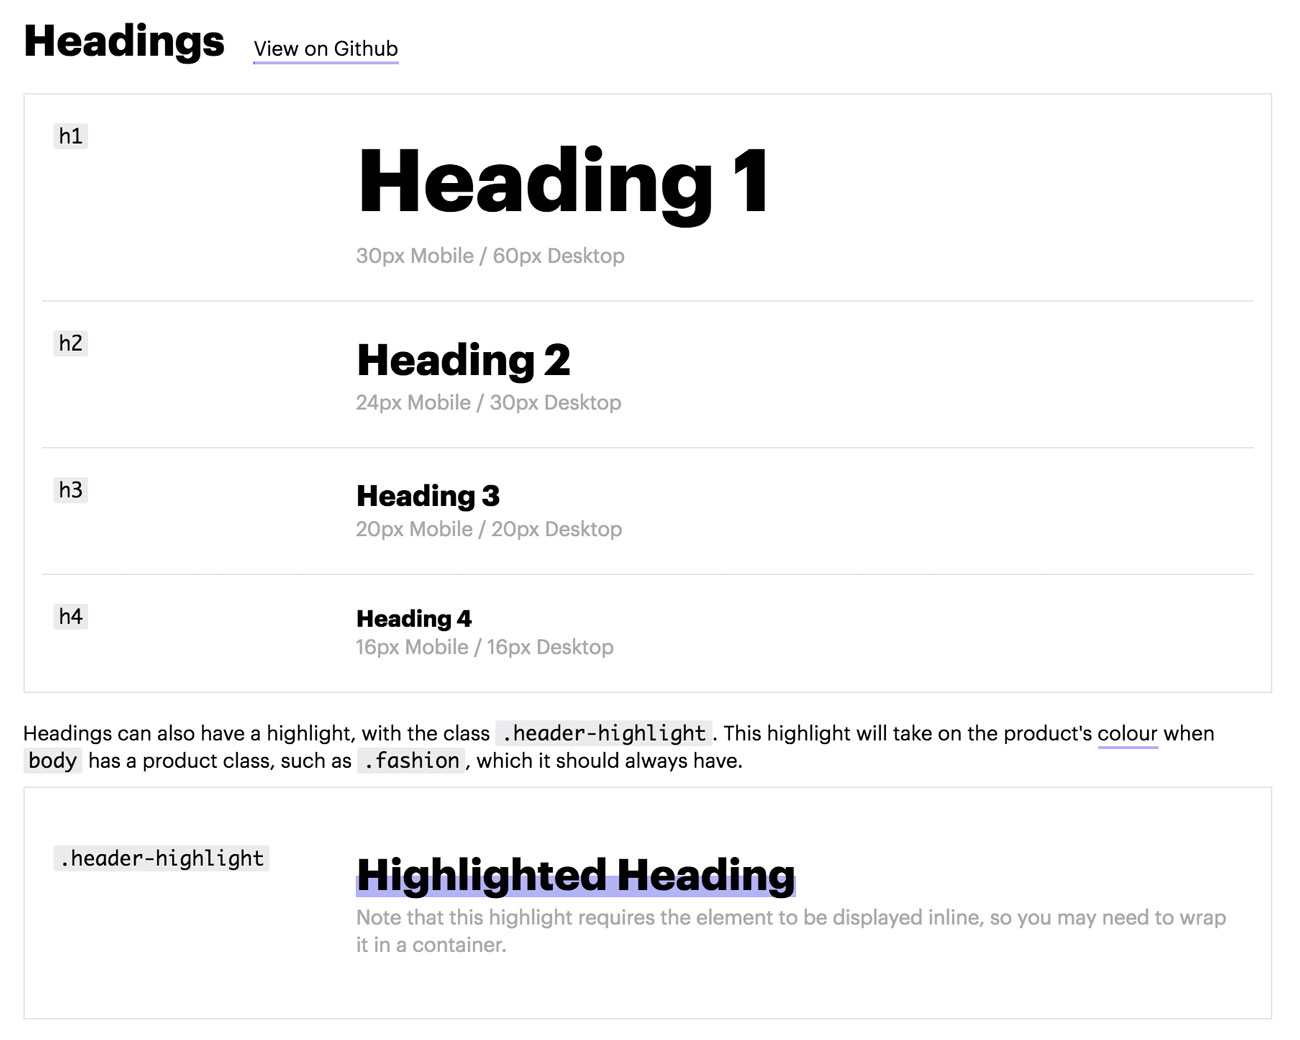 Headings View on Github
h1
Heading 1
30px Mobile / 60px Desktop
h2
Heading 2
24px Mobile / 30px Desktop
h3
Heading 3
20px Mobile / 20px Desktop
h4
Heading 4
16px Mobile / 16px Desktop
Headings can also have a highlight, with the class .header-highlight. This highlight will take on the product's colour when
body has a product class, such as .fashion, which it should always have.
.header-highlight
Highlighted Heading
Note that this highlight requires the element to be displayed inline, so you may need to wrap
it in a container.